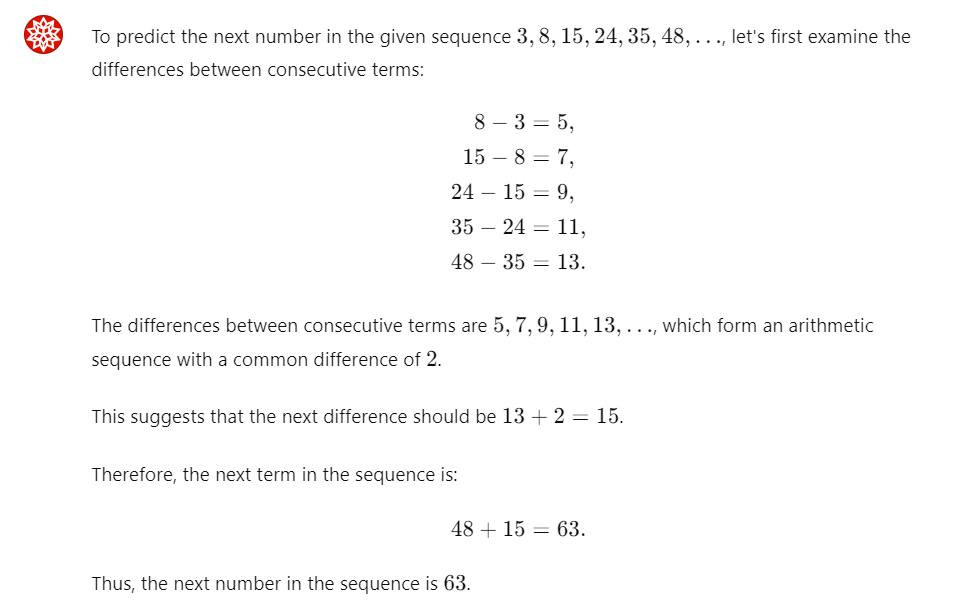 To predict the next number in the given sequence 3, 8, 15, 24, 35, 48, . . ., let's first examine the
differences between consecutive terms:
8 − 3 = 5,
15 − 8 = 7,
24 − 15 = 9,
35 − 24 = 11,
48 − 35 = 13.
The differences between consecutive terms are 5, 7, 9, 11, 13, . . ., which form an arithmetic
sequence with a common difference of 2.
This suggests that the next difference should be 13 + 2 = 15.
Therefore, the next term in the sequence is:
48 + 15 = 63.
Thus, the next number in the sequence is 63.